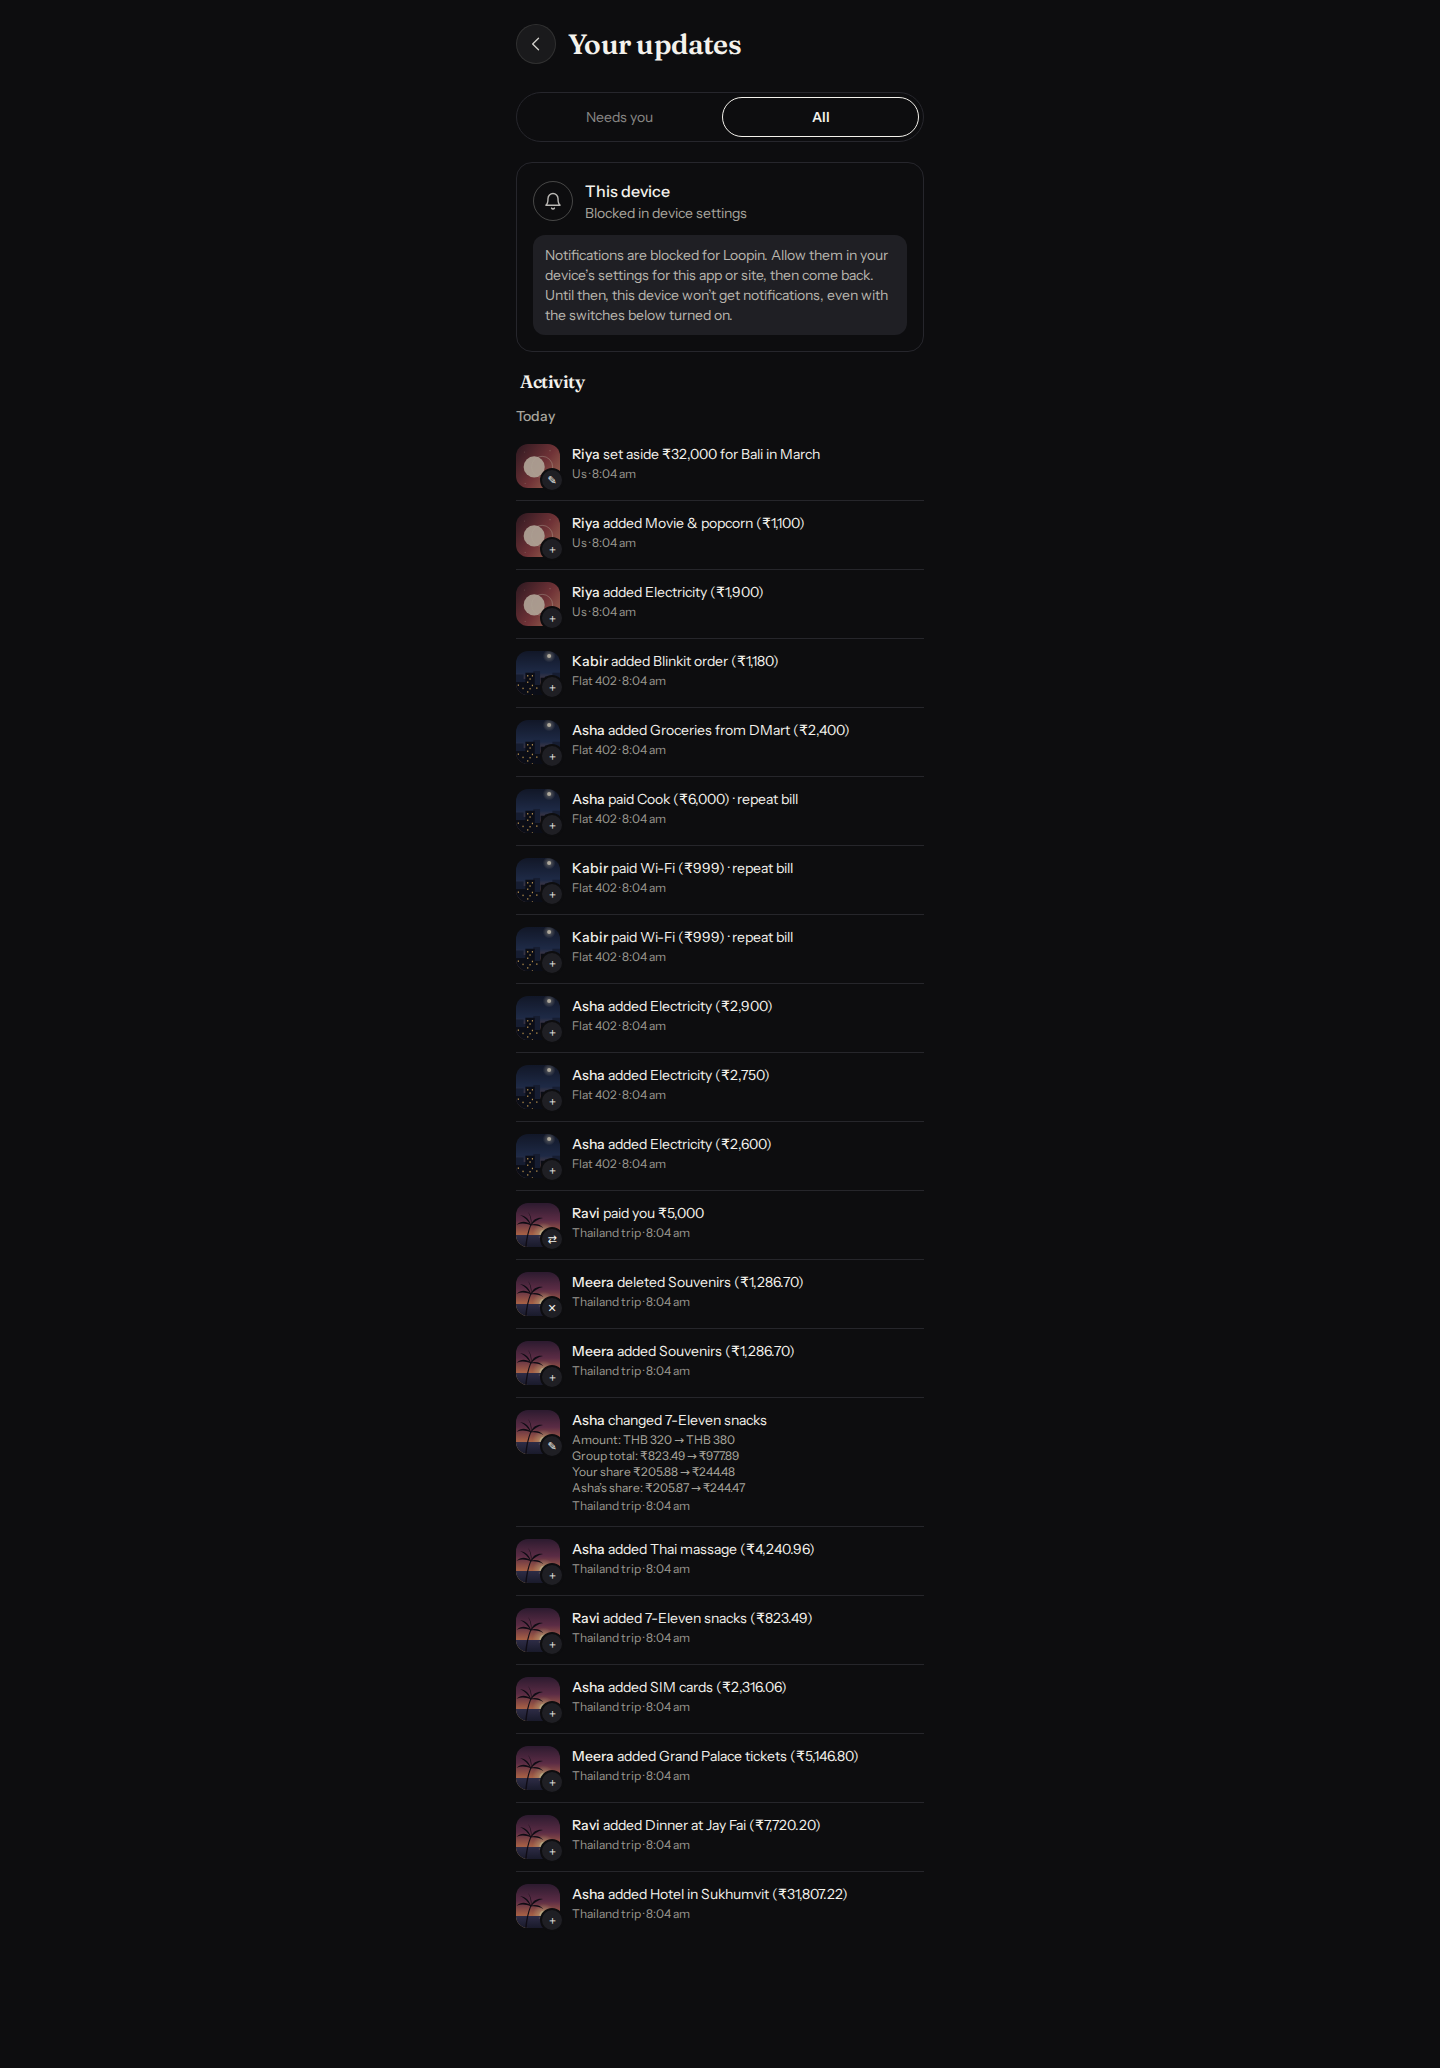 Your updates
Needs you
All
This device
Blocked in device settings
Notifications are blocked for Loopin. Allow them in your
device's settings for this app or site, then come back.
Until then, this device won't get notifications, even with
the switches below turned on.
Activity
Today
Riya set aside ₹32,000 for Bali in March
Us · 8:04 am
Riya added Movie & popcorn (₹1,100)
Us · 8:04 am
Riya added Electricity (₹1,900)
Us · 8:04 am
Kabir added Blinkit order (₹1,180)
Flat 402 · 8:04 am
Asha added Groceries from DMart (₹2,400)
Flat 402 · 8:04 am
Asha paid Cook (₹6,000) · repeat bill
Flat 402 · 8:04 am
Kabir paid Wi-Fi (₹999) · repeat bill
Flat 402 · 8:04 am
Kabir paid Wi-Fi (₹999) · repeat bill
Flat 402 · 8:04 am
Asha added Electricity (₹2,900)
Flat 402 · 8:04 am
Asha added Electricity (₹2,750)
Flat 402 · 8:04 am
Asha added Electricity (₹2,600)
Flat 402 · 8:04 am
Ravi paid you ₹5,000
Thailand trip · 8:04 am
Meera deleted Souvenirs (₹1,286.70)
Thailand trip · 8:04 am
Meera added Souvenirs (₹1,286.70)
Thailand trip · 8:04 am
Asha changed 7-Eleven snacks
Amount: THB 320 → THB 380
Group total: ₹823.49 → ₹977.89
Your share ₹205.88 → ₹244.48
Asha's share: ₹205.87 → ₹244.47
Thailand trip · 8:04 am
Asha added Thai massage (₹4,240.96)
Thailand trip · 8:04 am
Ravi added 7-Eleven snacks (₹823.49)
Thailand trip · 8:04 am
Asha added SIM cards (₹2,316.06)
Thailand trip · 8:04 am
Meera added Grand Palace tickets (₹5,146.80)
Thailand trip · 8:04 am
Ravi added Dinner at Jay Fai (₹7,720.20)
Thailand trip · 8:04 am
Asha added Hotel in Sukhumvit (₹31,807.22)
Thailand trip · 8:04 am